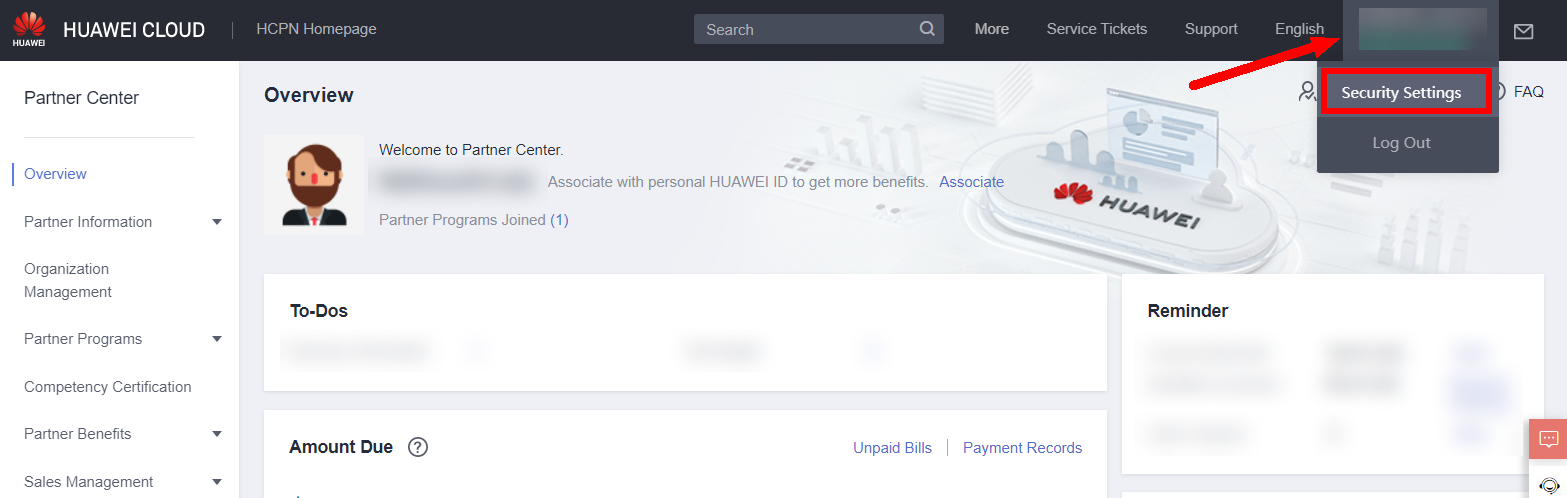 HUAWEI
HUAWEI CLOUD
HCPN Homepage
Search
More
Service Tickets
Support
English
Security Settings
Log Out
FAQ
Partner Center
Overview
Partner Information
Organization
Management
Partner Programs
Competency Certification
Partner Benefits
Sales Management
Overview
Welcome to Partner Center.
Associate with personal HUAWEI ID to get more benefits. Associate
Partner Programs Joined (1)
HUAWEI
To-Dos
Reminder
Amount Due
Unpaid Bills
Payment Records